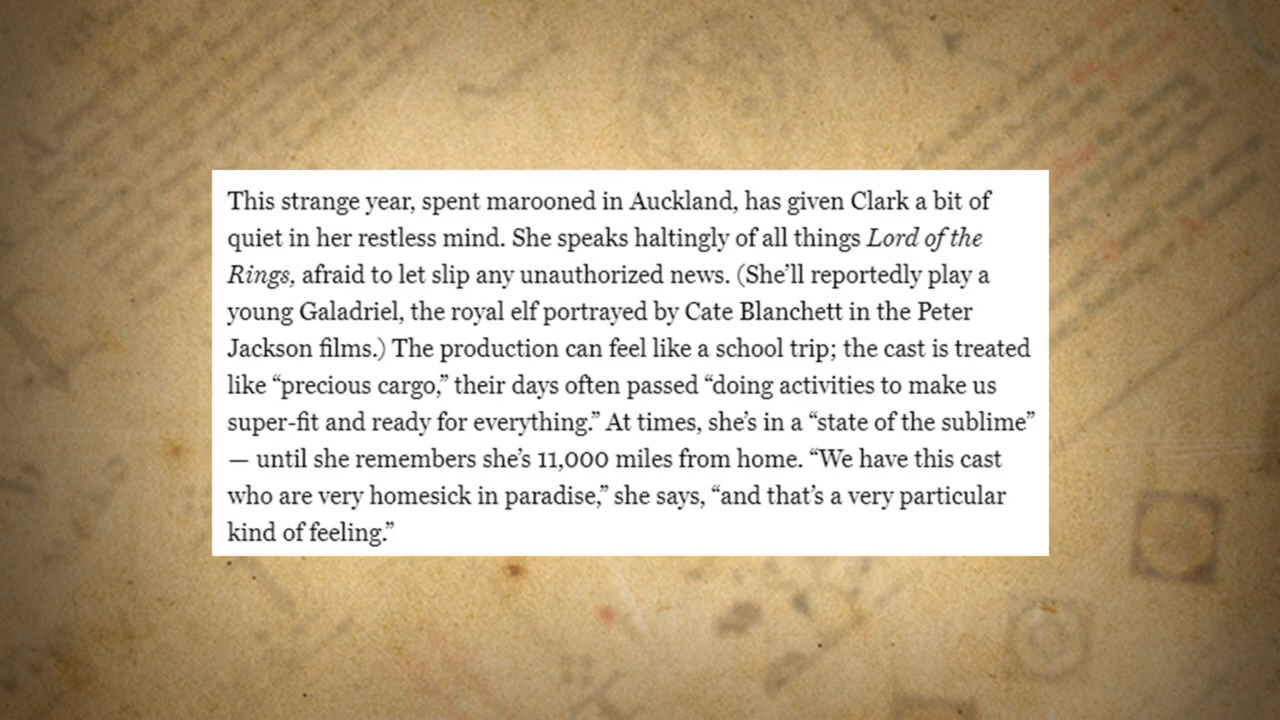 This strange year, spent marooned in Auckland, has given Clark a bit of
quiet in her restless mind. She speaks haltingly of all things Lord of the
Rings, afraid to let slip any unauthorized news. (She’ll reportedly play a
young Galadriel, the royal elf portrayed by Cate Blanchett in the Peter
Jackson films.) The production can feel like a school trip; the cast is treated
like “precious cargo,” their days often passed “doing activities to make us
super-fit and ready for everything.” At times, she’s in a “state of the sublime”
— until she remembers she’s 11,000 miles from home. “We have this cast
who are very homesick in paradise,” she says, “and that’s a very particular
kind of feeling.”